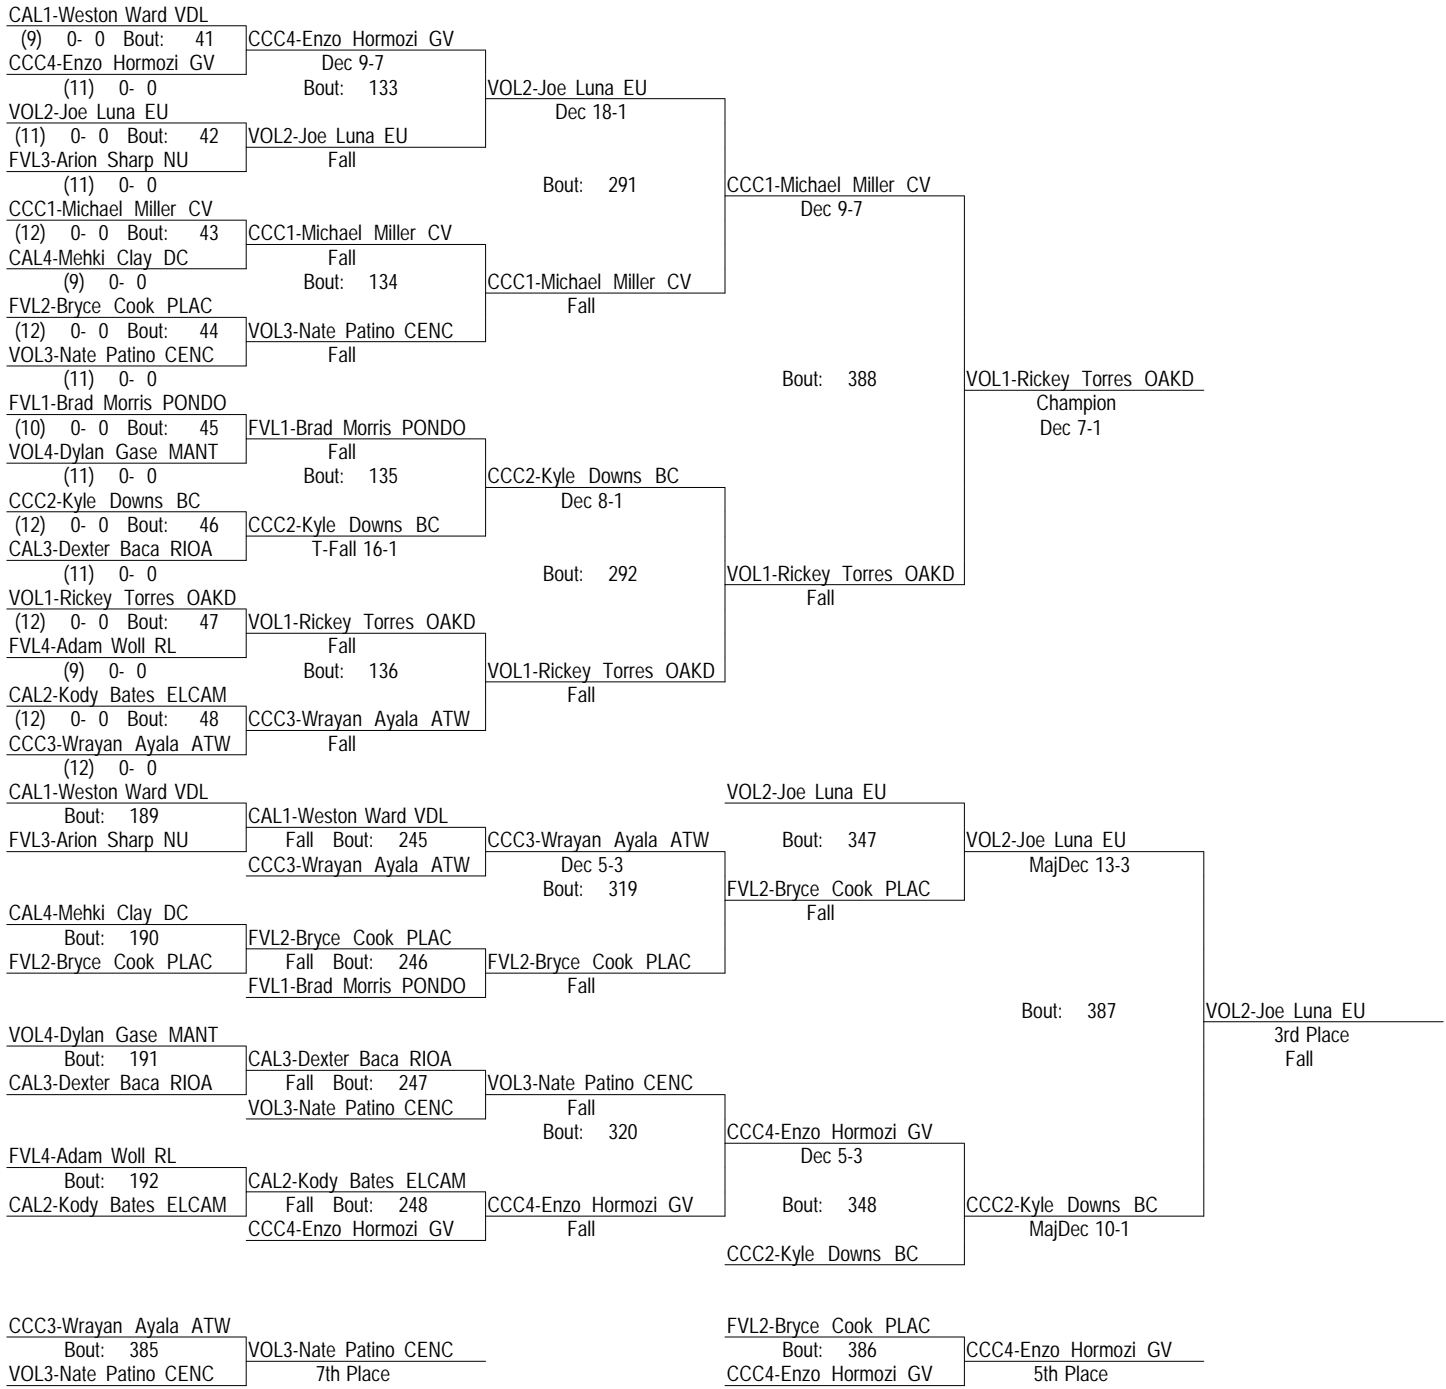 CAL1-Weston Ward VDL
(9) 0- 0 Bout: 41 CCC4-Enzo Hormozi GV
CCC4-Enzo Hormozi GV Dec 9-7
(11) 0- 0 Bout: 133 VOL2-Joe Luna EU
VOL2-Joe Luna EU Dec 18-1
(11) 0- 0 Bout: 42 VOL2-Joe Luna EU
FVL3-Arion Sharp NU Fall
(11) 0- 0 Bout: 291 CCC1-Michael Miller CV
CCC1-Michael Miller CV Dec 9-7
(12) 0- 0 Bout: 43 CCC1-Michael Miller CV
CAL4-Mehki Clay DC Fall
(9) 0- 0 Bout: 134 CCC1-Michael Miller CV
FVL2-Bryce Cook PLAC Fall
(12) 0- 0 Bout: 44 VOL3-Nate Patino CENC
VOL3-Nate Patino CENC Fall
(11) 0- 0 Bout: 388 VOL1-Rickey Torres OAKD
FVL1-Brad Morris PONDO Champion
(10) 0- 0 Bout: 45 FVL1-Brad Morris PONDO Dec 7-1
VOL4-Dylan Gase MANT Fall
(11) 0- 0 Bout: 135 CCC2-Kyle Downs BC
CCC2-Kyle Downs BC Dec 8-1
(12) 0- 0 Bout: 46 CCC2-Kyle Downs BC
CAL3-Dexter Baca RIOA T-Fall 16-1
(11) 0- 0 Bout: 292 VOL1-Rickey Torres OAKD
VOL1-Rickey Torres OAKD Fall
(12) 0- 0 Bout: 47 VOL1-Rickey Torres OAKD
FVL4-Adam Woll RL Fall
(9) 0- 0 Bout: 136 VOL1-Rickey Torres OAKD
CAL2-Kody Bates ELCAM Fall
(12) 0- 0 Bout: 48 CCC3-Wrayan Ayala ATW
CCC3-Wrayan Ayala ATW Fall
(12) 0- 0
CAL1-Weston Ward VDL VOL2-Joe Luna EU
Bout: 189 CAL1-Weston Ward VDL
FVL3-Arion Sharp NU Fall Bout: 245 CCC3-Wrayan Ayala ATW Bout: 347 VOL2-Joe Luna EU
CCC3-Wrayan Ayala ATW Dec 5-3 MajDec 13-3
Bout: 319 FVL2-Bryce Cook PLAC
CAL4-Mehki Clay DC Fall
Bout: 190 FVL2-Bryce Cook PLAC
FVL2-Bryce Cook PLAC Fall Bout: 246 FVL2-Bryce Cook PLAC
FVL1-Brad Morris PONDO Fall
Bout: 387 VOL2-Joe Luna EU
VOL4-Dylan Gase MANT 3rd Place
Bout: 191 CAL3-Dexter Baca RIOA Fall
CAL3-Dexter Baca RIOA Fall Bout: 247 VOL3-Nate Patino CENC
VOL3-Nate Patino CENC Fall
Bout: 320 CCC4-Enzo Hormozi GV
FVL4-Adam Woll RL Dec 5-3
Bout: 192 CAL2-Kody Bates ELCAM
CAL2-Kody Bates ELCAM Fall Bout: 248 CCC4-Enzo Hormozi GV Bout: 348 CCC2-Kyle Downs BC
CCC4-Enzo Hormozi GV Fall MajDec 10-1
CCC2-Kyle Downs BC
CCC3-Wrayan Ayala ATW FVL2-Bryce Cook PLAC
Bout: 385 VOL3-Nate Patino CENC Bout: 386 CCC4-Enzo Hormozi GV
VOL3-Nate Patino CENC 7th Place CCC4-Enzo Hormozi GV 5th Place